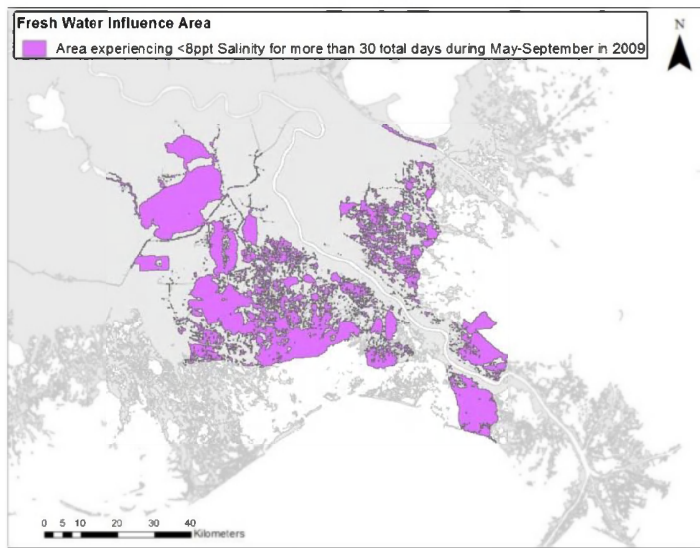 Fresh Water Influence Area
Area experiencing <8ppt Salinity for more than 30 total days during May-September in 2009
N
0 5 10 20 30 40
Kilometers